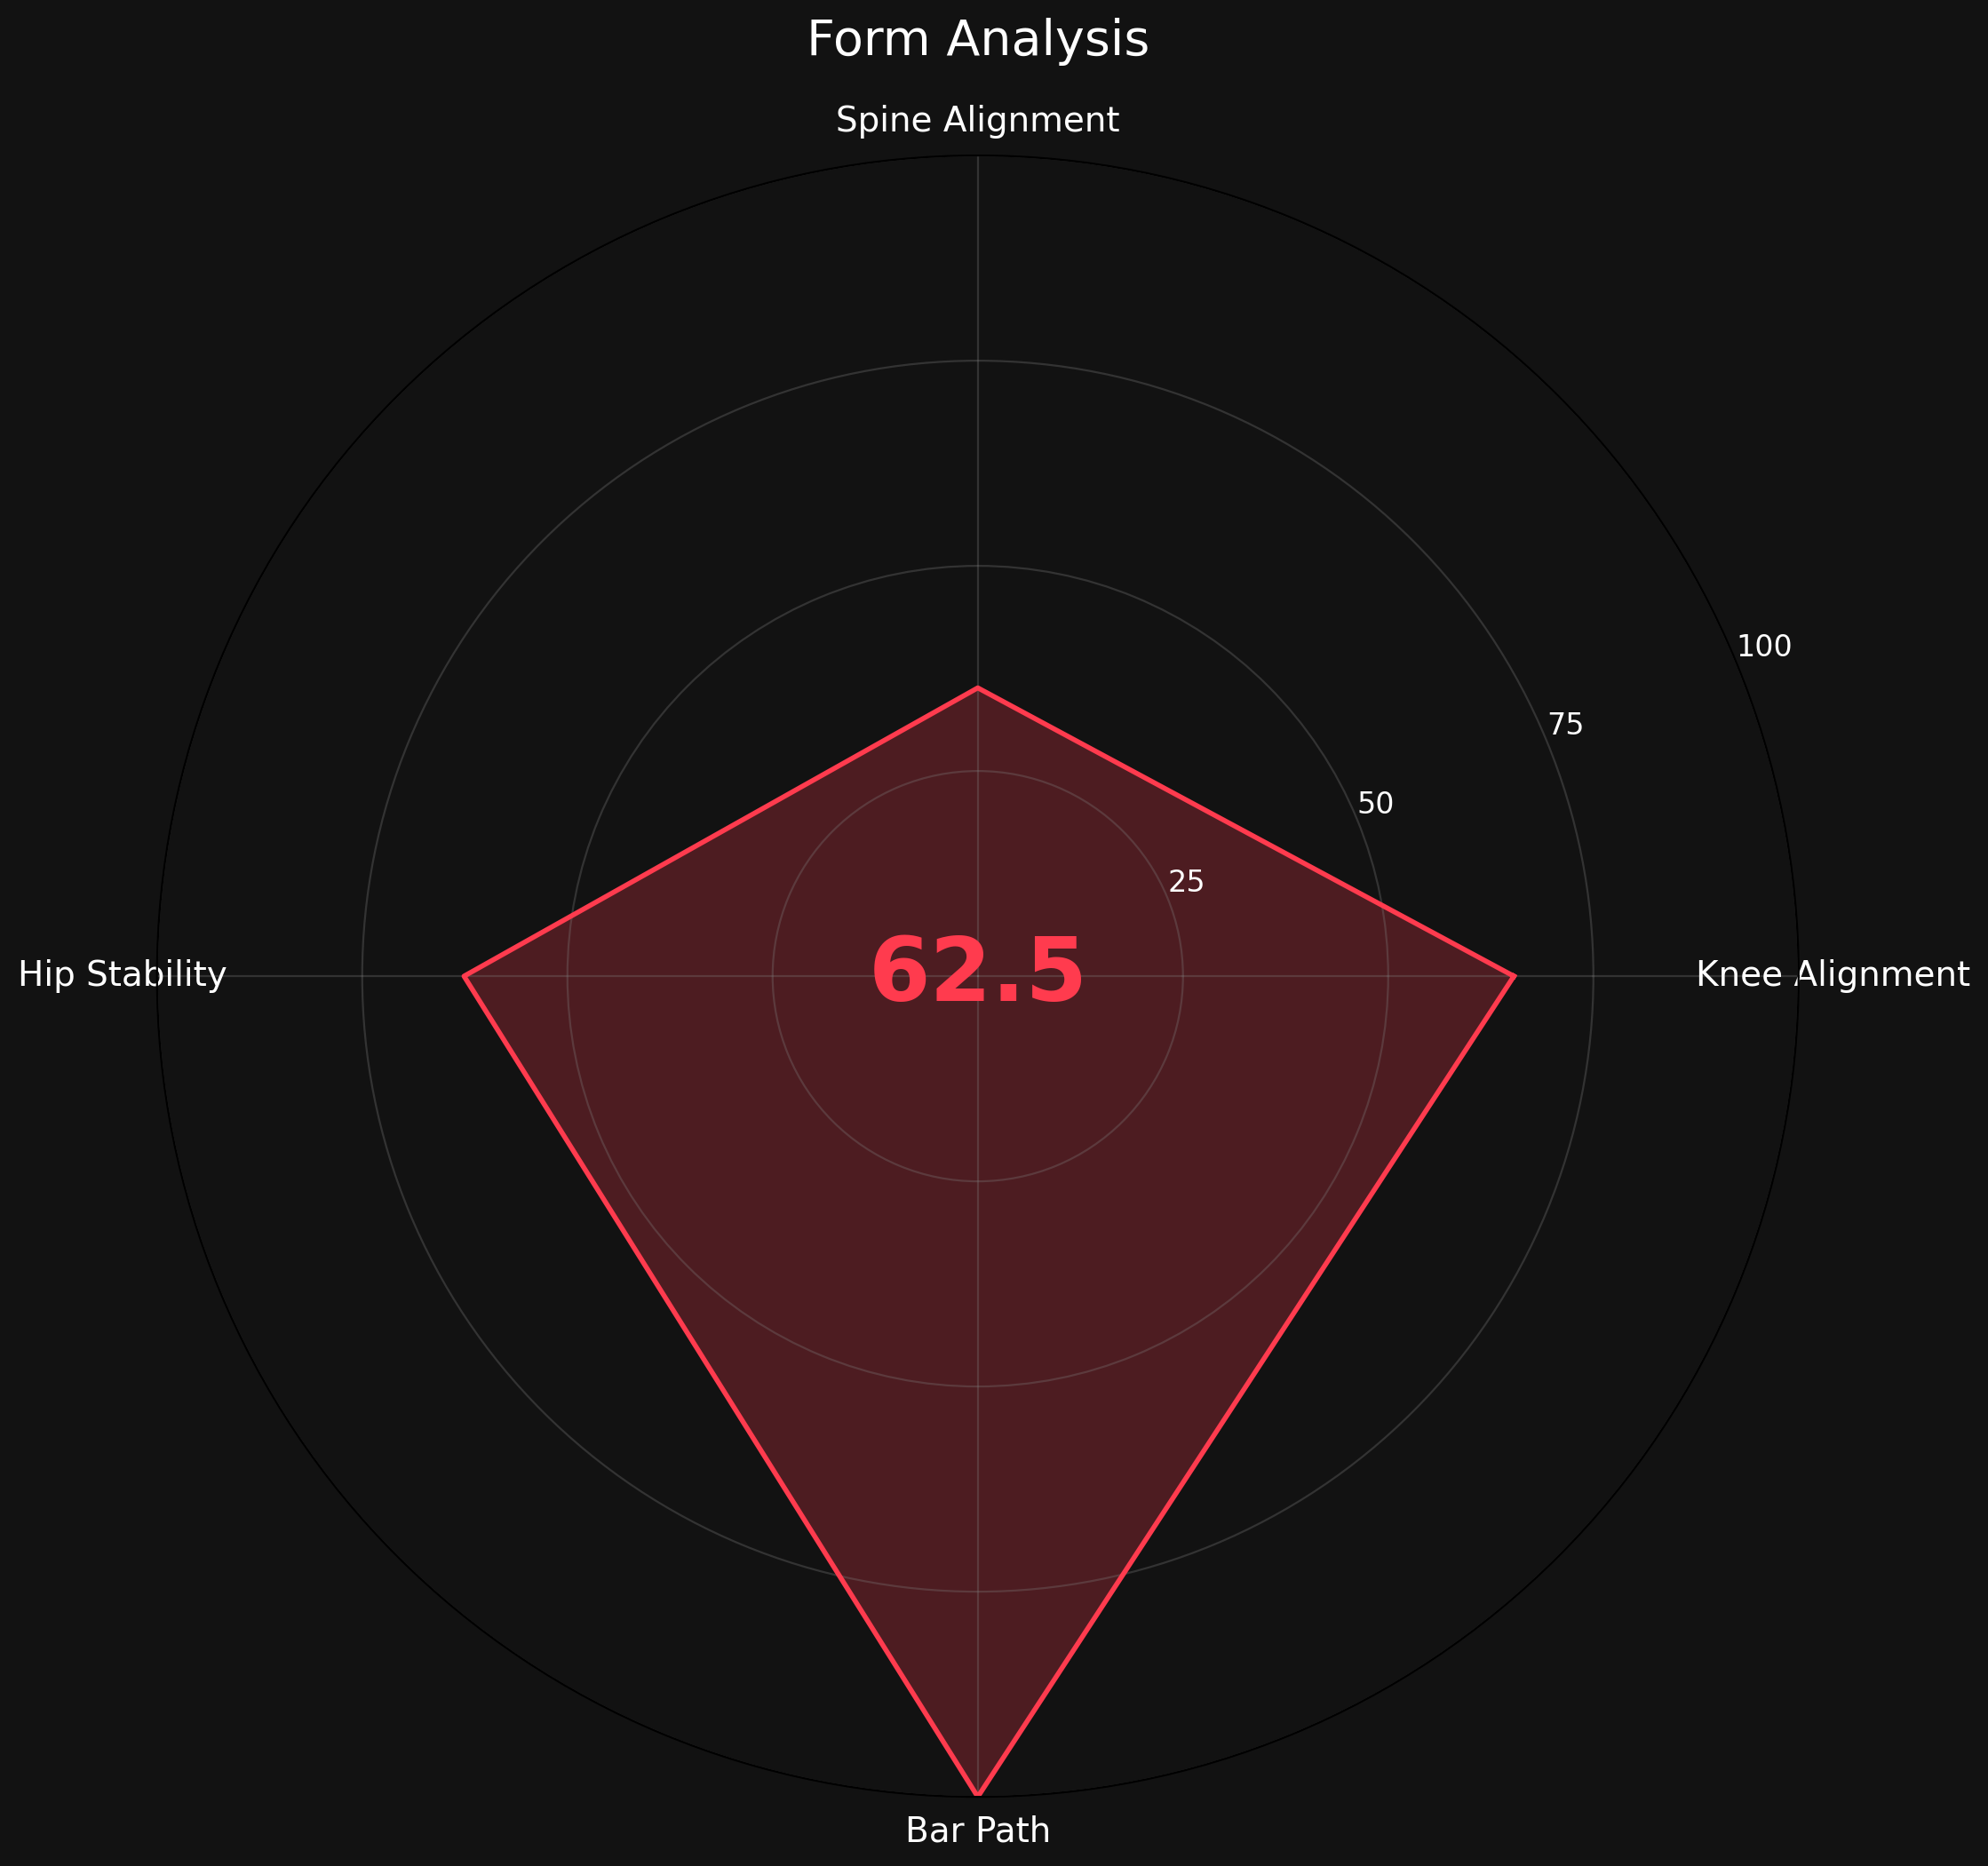 Form Analysis
Spine Alignment
100
75
50
25
62.5
Hip Stability
Knee Alignment
Bar Path